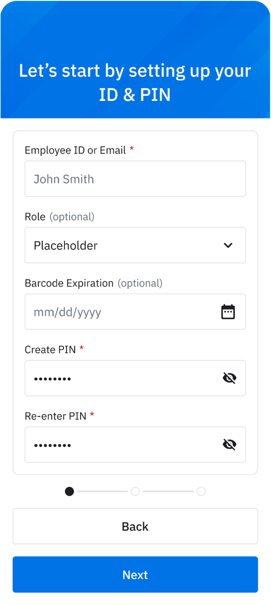 Let's start by setting up your
ID & PIN
Employee ID or Email *
John Smith
Role (optional)
Placeholder
Barcode Expiration (optional)
mm/dd/yyyy
Create PIN *
••••••••
Re-enter PIN *
••••••••
Back
Next